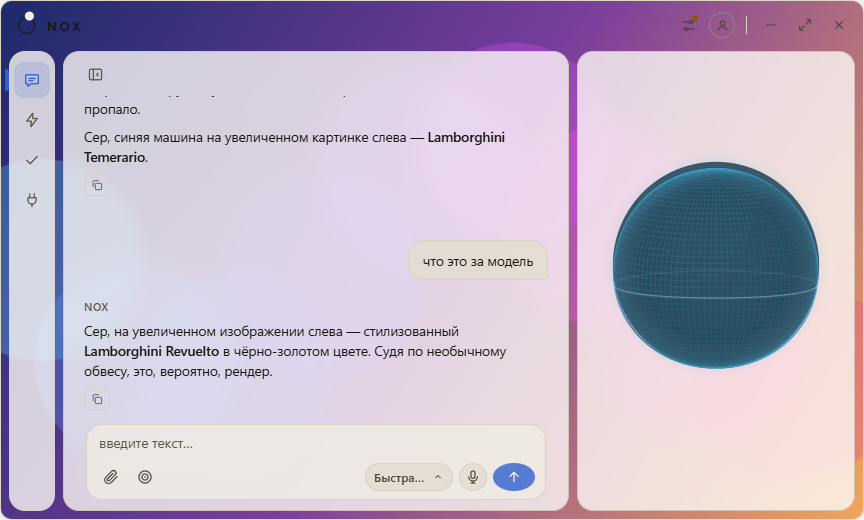 NOX
пропало.
Сер, синяя машина на увеличенном картинке слева — Lamborghini
Temerario.
что это за модель
NOX
Сер, на увеличенном изображении слева — стилизованный
Lamborghini Revuelto в чёрно-золотом цвете. Судя по необычному
обвесу, это, вероятно, рендер.
введите текст...
Быстра...